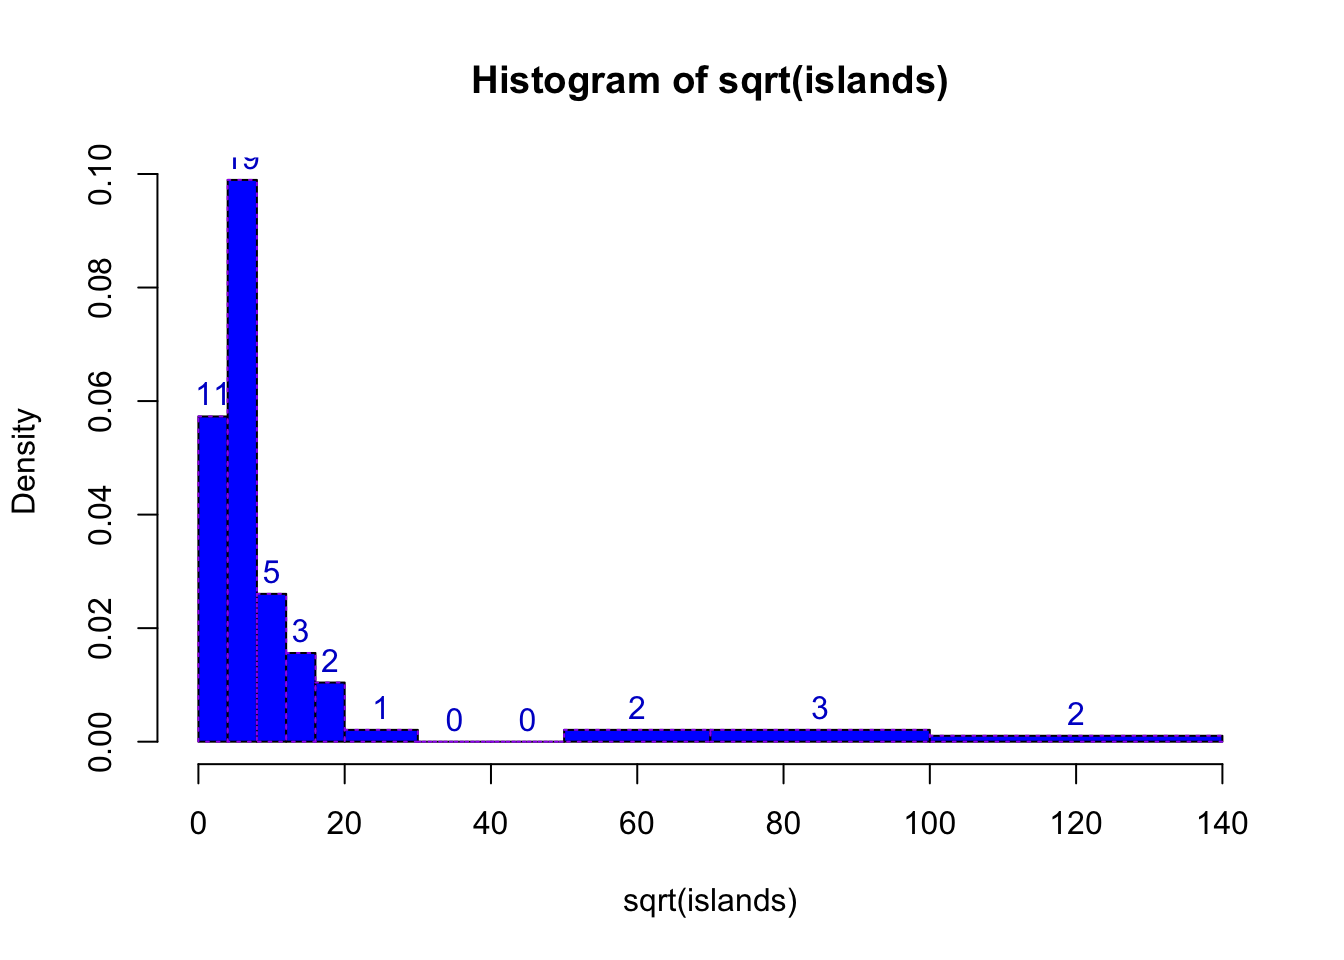 Histogram of sqrt(islands)
Density
0.00 0.02 0.04 0.06 0.08 0.10
11 19 5 3 2 1 0 0 2 3 2
0 20 40 60 80 100 120 140
sqrt(islands)